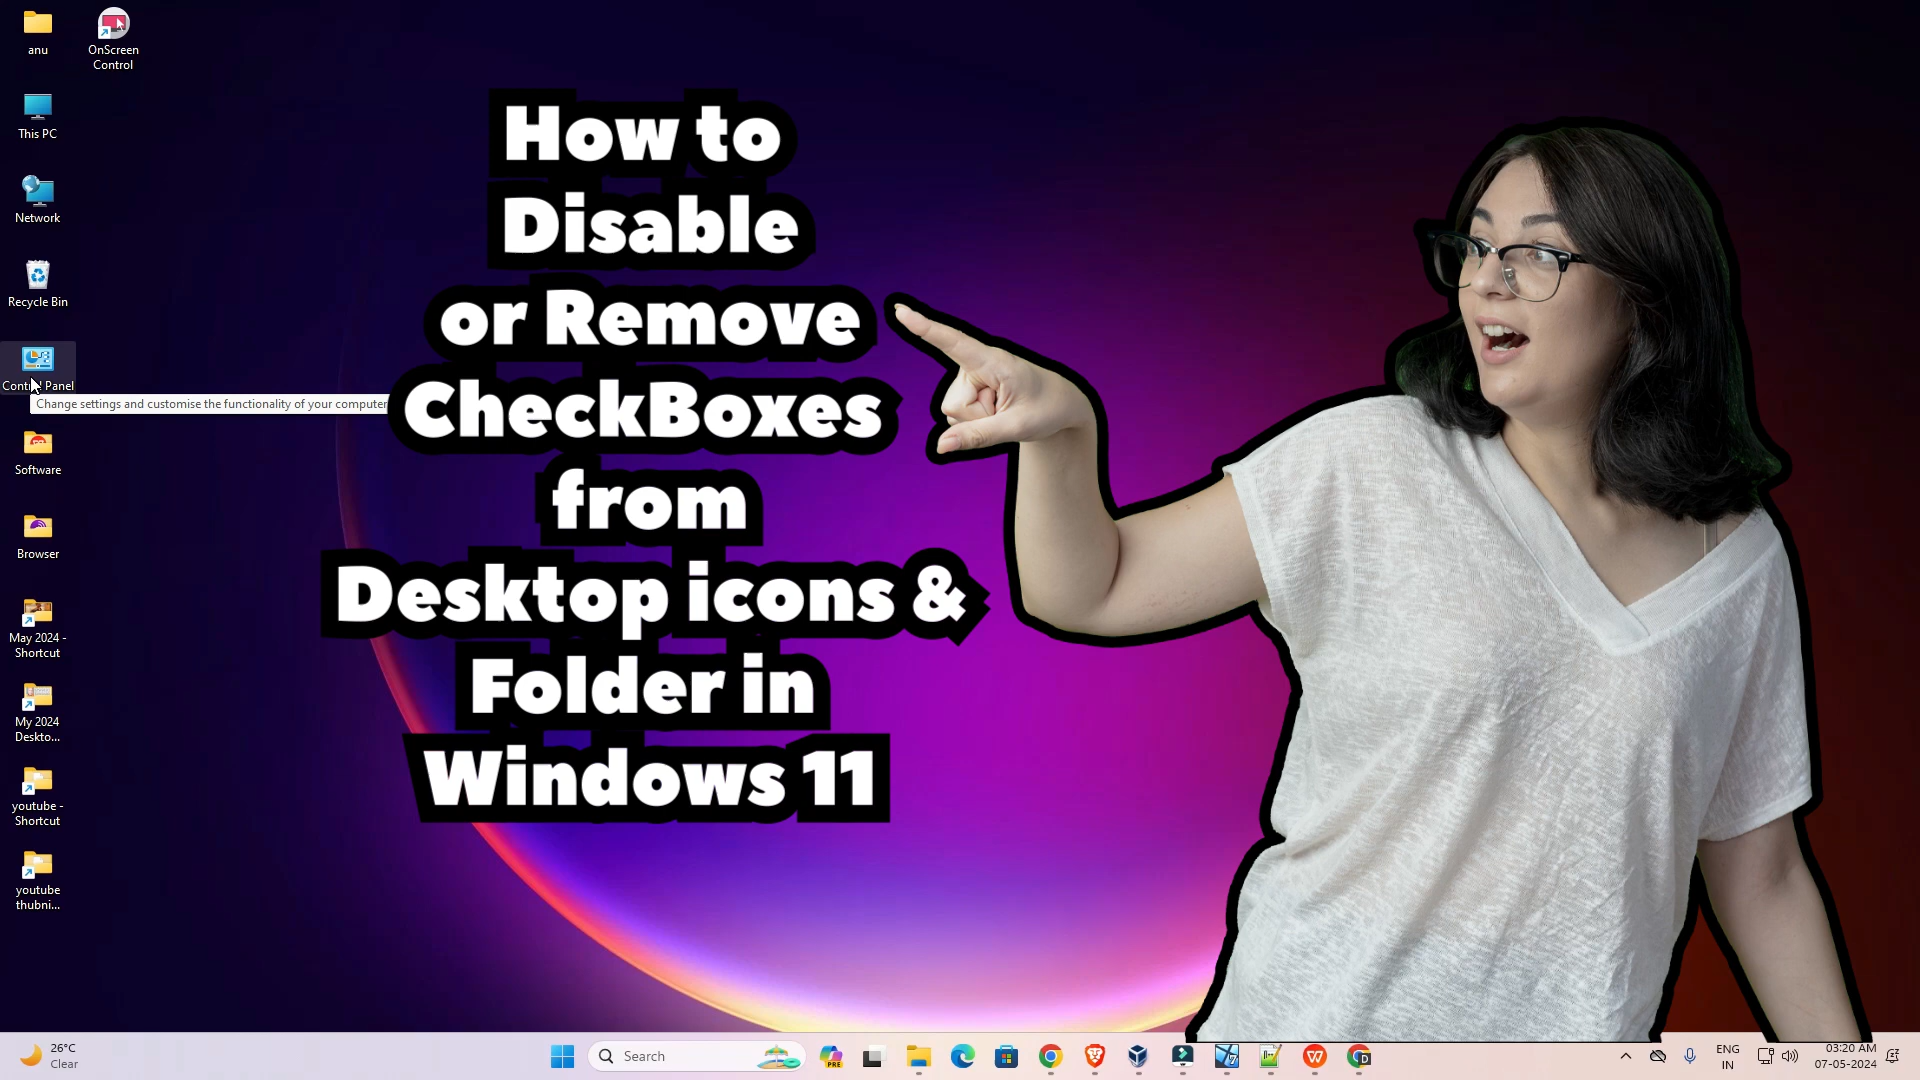 anu
OnScreen
Control
This PC
Network
Recycle Bin
Control Panel
Change settings and customise the functionality of your computer
Software
Browser
May 2024 -
Shortcut
My 2024
Deskto...
youtube -
Shortcut
youtube
thubni...
How to
Disable
or Remove
CheckBoxes
from
Desktop icons &
Folder in
Windows 11
26°C
Clear
Search
PRE
ENG
IN
03:20 AM
07-05-2024